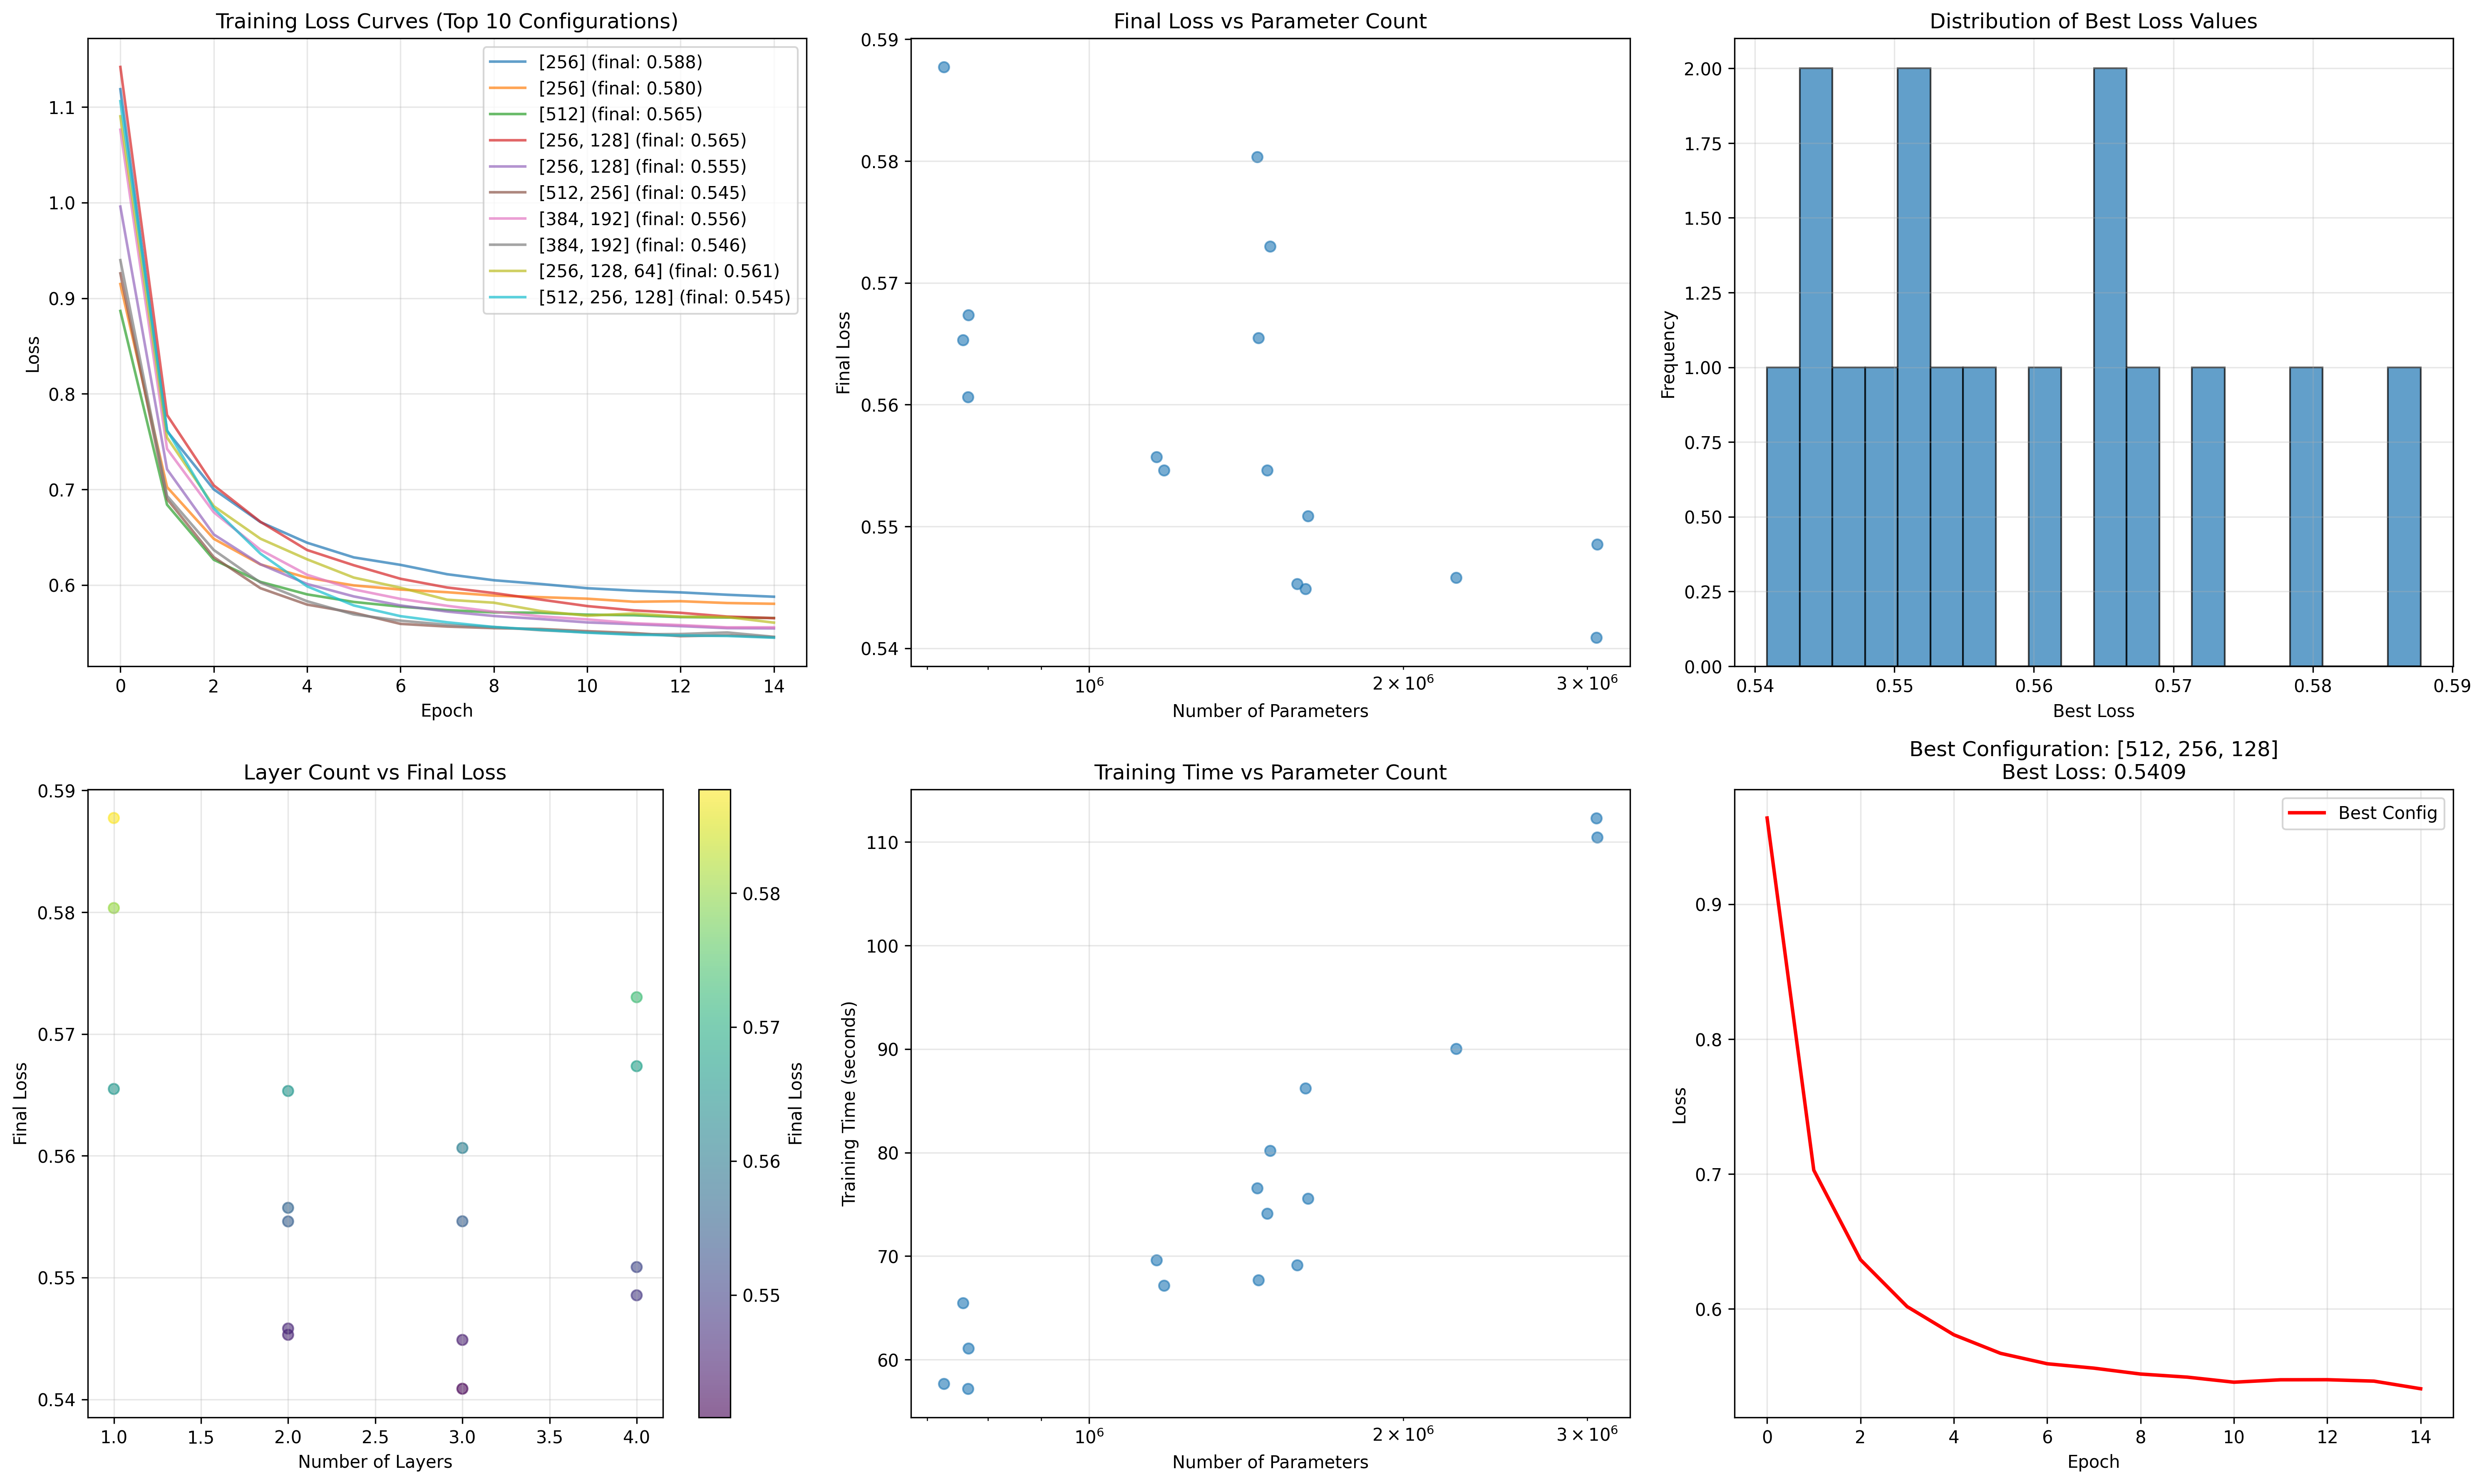 Training Loss Curves (Top 10 Configurations)
1.1
1.0
0.9
0.8
0.7
0.6
Loss
0
2
4
6
8
10
12
14
Epoch
[256] (final: 0.588)
[256] (final: 0.580)
[512] (final: 0.565)
[256, 128] (final: 0.565)
[256, 128] (final: 0.555)
[512, 256] (final: 0.545)
[384, 192] (final: 0.556)
[384, 192] (final: 0.546)
[256, 128, 64] (final: 0.561)
[512, 256, 128] (final: 0.545)
Final Loss vs Parameter Count
0.59
0.58
0.57
0.56
0.55
0.54
Final Loss
10⁶
2 × 10⁶
3 × 10⁶
Number of Parameters
Distribution of Best Loss Values
2.00
1.75
1.50
1.25
1.00
0.75
0.50
0.25
0.00
Frequency
0.54
0.55
0.56
0.57
0.58
0.59
Best Loss
Layer Count vs Final Loss
0.59
0.58
0.57
0.56
0.55
0.54
Final Loss
1.0
1.5
2.0
2.5
3.0
3.5
4.0
Number of Layers
0.58
0.57
0.56
0.55
Final Loss
Training Time vs Parameter Count
110
100
90
80
70
60
Training Time (seconds)
10⁶
2 × 10⁶
3 × 10⁶
Number of Parameters
Best Configuration: [512, 256, 128]
Best Loss: 0.5409
Best Config
0.9
0.8
0.7
0.6
Loss
0
2
4
6
8
10
12
14
Epoch